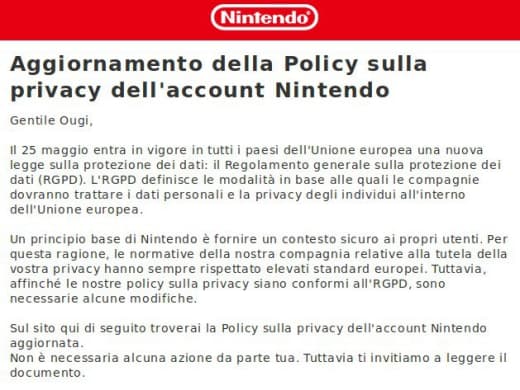 Nintendo
Aggiornamento della Policy sulla
privacy dell'account Nintendo
Gentile Ougi,
Il 25 maggio entra in vigore in tutti i paesi dell'Unione europea una nuova
legge sulla protezione dei dati: il Regolamento generale sulla protezione dei
dati (RGPD). L'RGPD definisce le modalità in base alle quali le compagnie
dovranno trattare i dati personali e la privacy degli individui all'interno
dell'Unione europea.
Un principio base di Nintendo è fornire un contesto sicuro ai propri utenti. Per
questa ragione, le normative della nostra compagnia relative alla tutela della
vostra privacy hanno sempre rispettato elevati standard europei. Tuttavia,
affinché le nostre policy sulla privacy siano conformi all'RGPD, sono
necessarie alcune modifiche.
Sul sito qui di seguito troverai la Policy sulla privacy dell'account Nintendo
aggiornata.
Non è necessaria alcuna azione da parte tua. Tuttavia ti invitiamo a leggere il
documento.